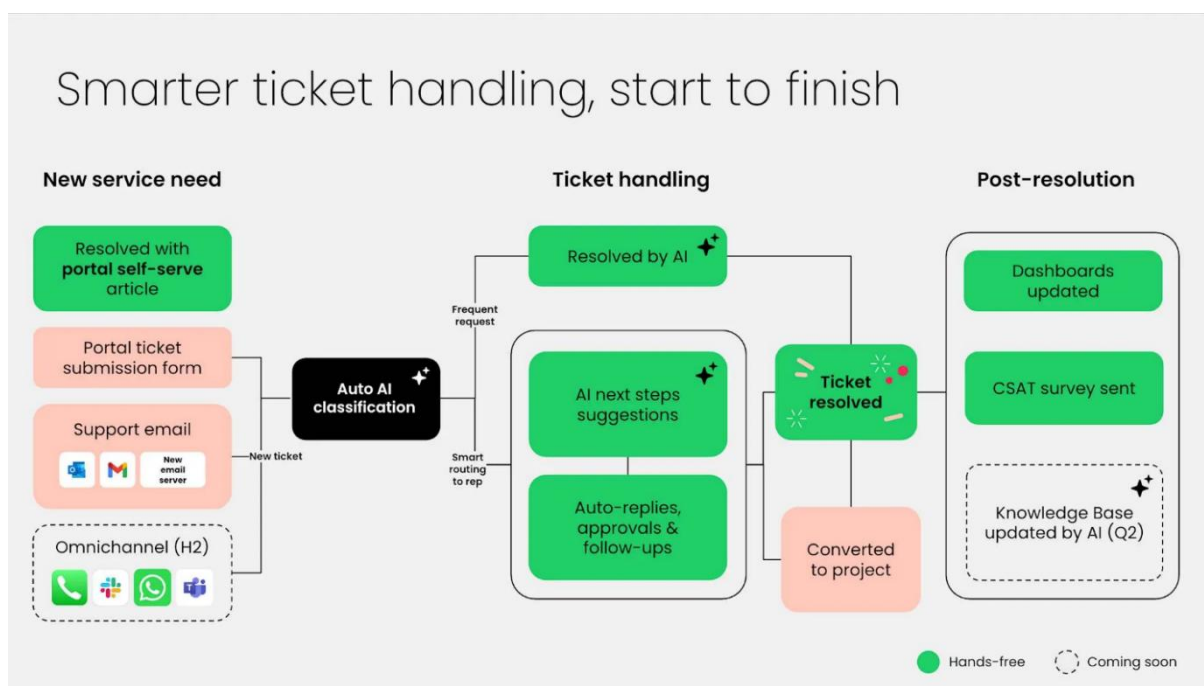 Smarter ticket handling, start to finish
New service need
Resolved with
portal self-serve
article
Portal ticket
submission form
Support email
New
email
server
Omnichannel (H2)
New ticket
Auto AI
classification
Frequent
request
Smart
routing
to rep
Ticket handling
Resolved by AI
AI next steps
suggestions
Auto-replies,
approvals &
follow-ups
Ticket
resolved
Converted
to project
Post-resolution
Dashboards
updated
CSAT survey sent
Knowledge Base
updated by AI (Q2)
Hands-free
Coming soon